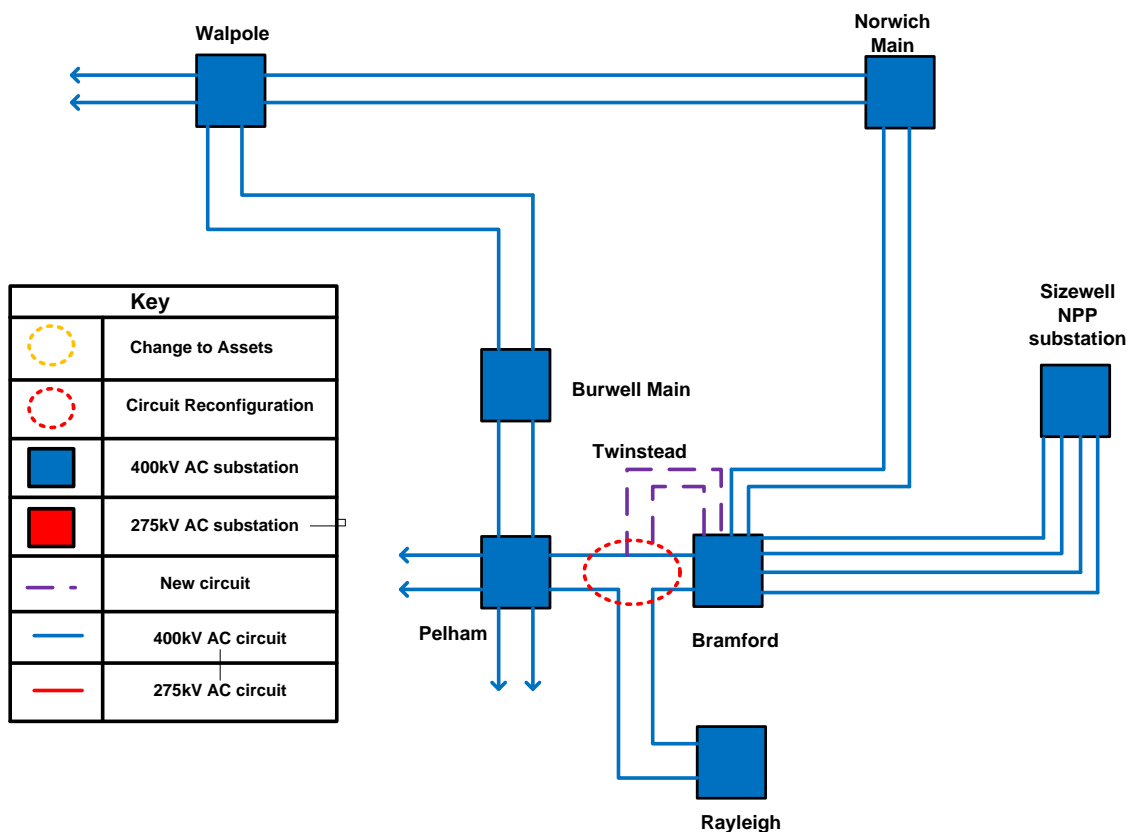 Walpole
Norwich
Main
Sizewell
NPP
substation
Key
Change to Assets
Circuit Reconfiguration
400kV AC substation
275kV AC substation
New circuit
400kV AC circuit
275kV AC circuit
Burwell Main
Twinstead
Pelham
Bramford
Rayleigh